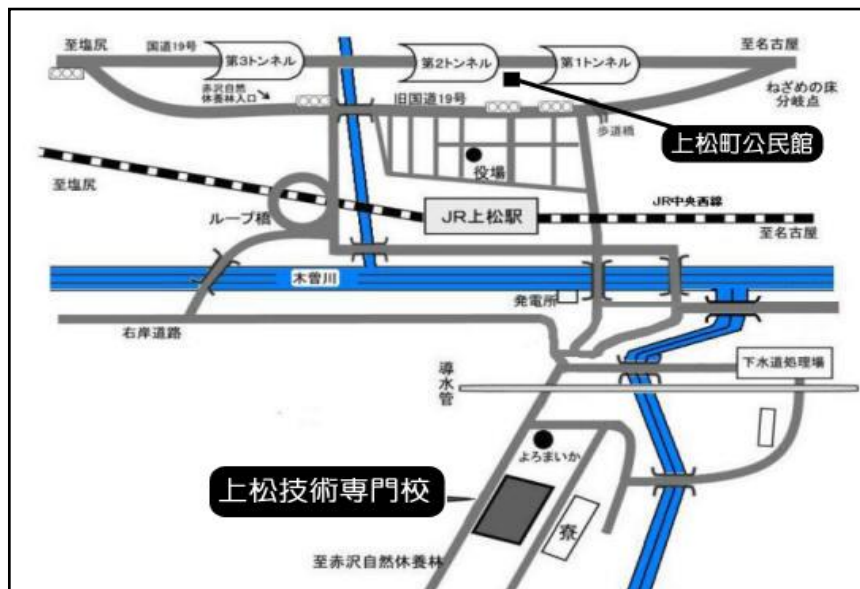 至塩尻
国道19号
第3トンネル
第2トンネル
第1トンネル
至名古屋
赤沢自然
休養林入口
旧国道19号
ねざめの床
分岐点
歩道橋
上松町公民館
役場
至塩尻
ループ橋
JR上松駅
JR中央西線
至名古屋
木曽川
発電所
右岸道路
導水管
下水道処理場
よろまいか
上松技術専門校
寮
至赤沢自然休養林